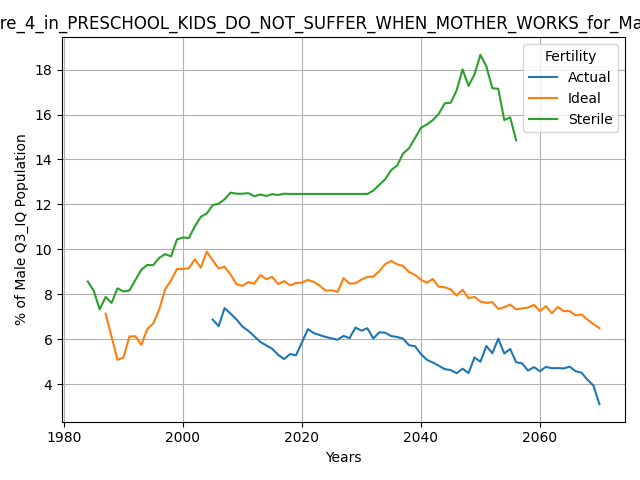 re_4_in_PRESCHOOL_KIDS_DO_NOT_SUFFER_WHEN_MOTHER_WORKS_for_Ma
Fertility
Actual
Ideal
Sterile
% of Male Q3_IQ Population
18
16
14
12
10
8
6
4
1980 2000 2020 2040 2060
Years